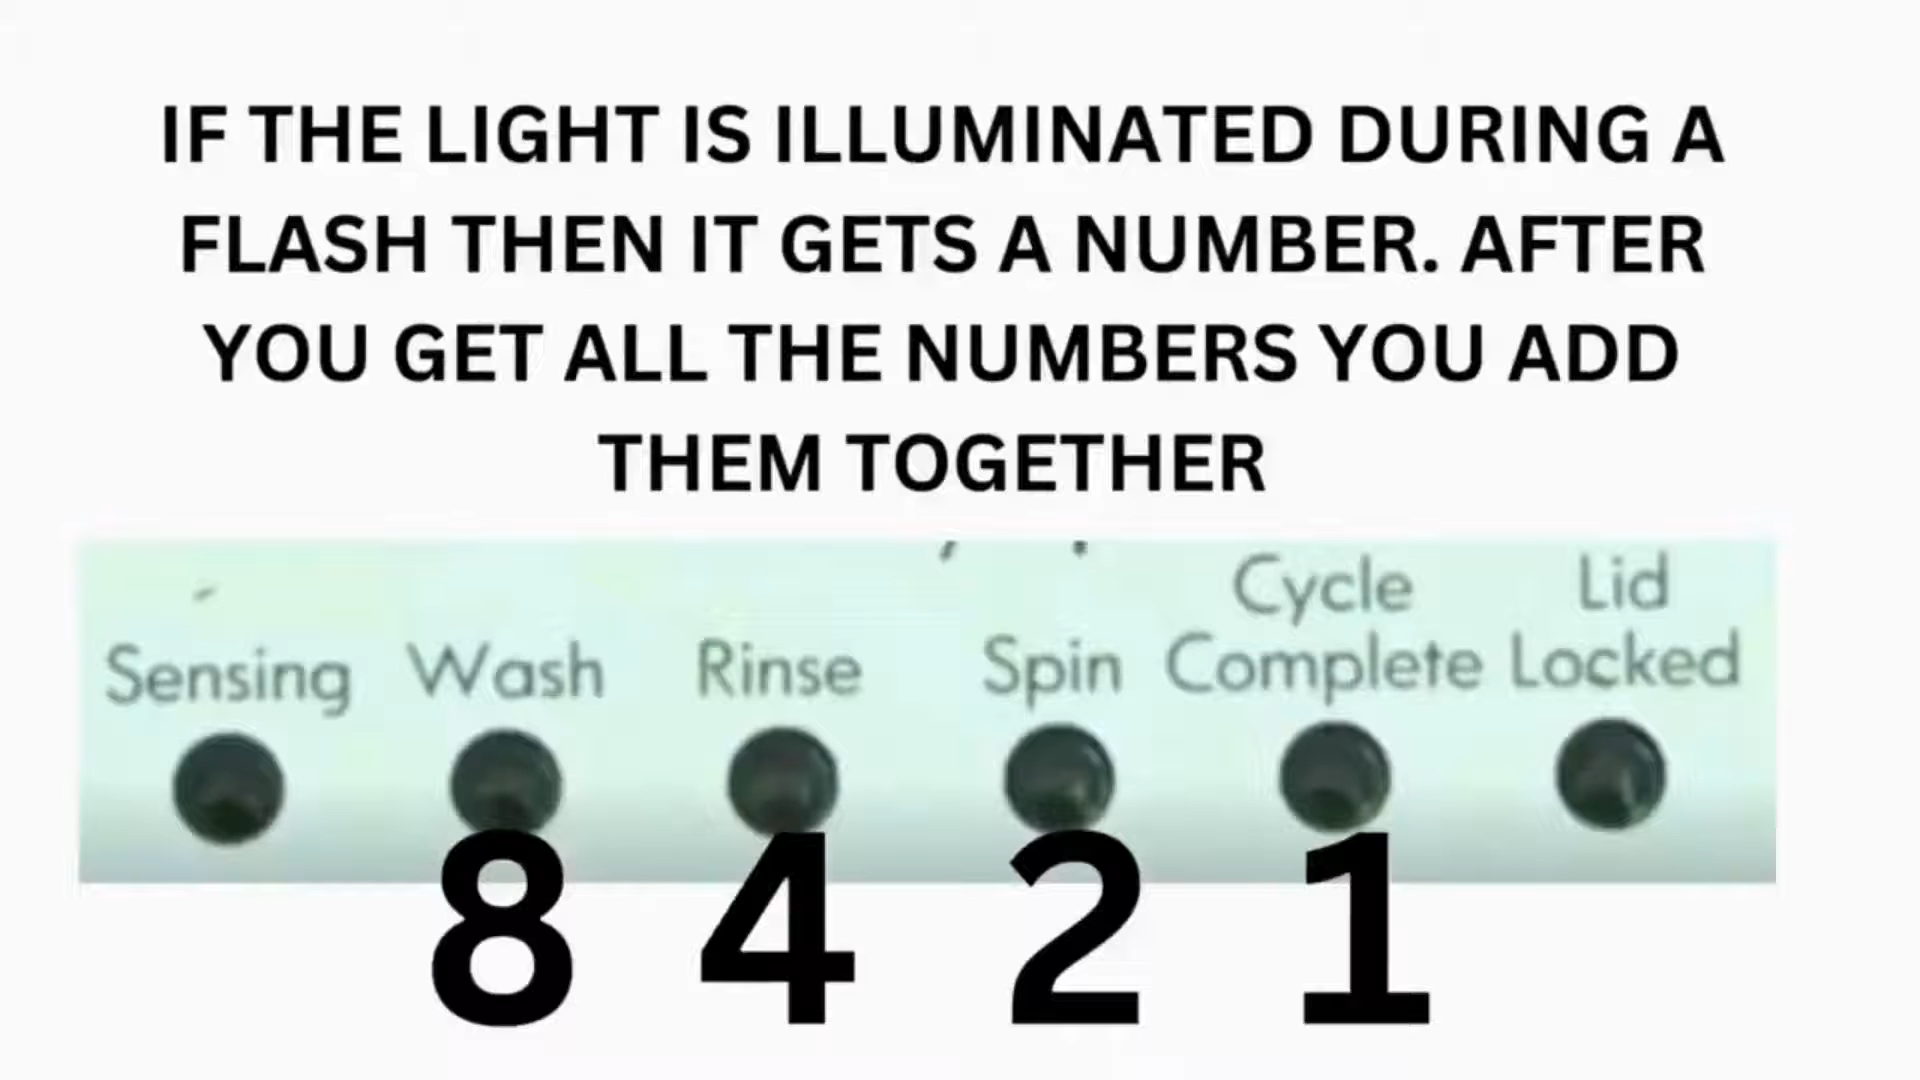 IF THE LIGHT IS ILLUMINATED DURING A
FLASH THEN IT GETS A NUMBER. AFTER
YOU GET ALL THE NUMBERS YOU ADD
THEM TOGETHER
Sensing Wash Rinse Spin Cycle Complete Lid Locked
8 4 2 1